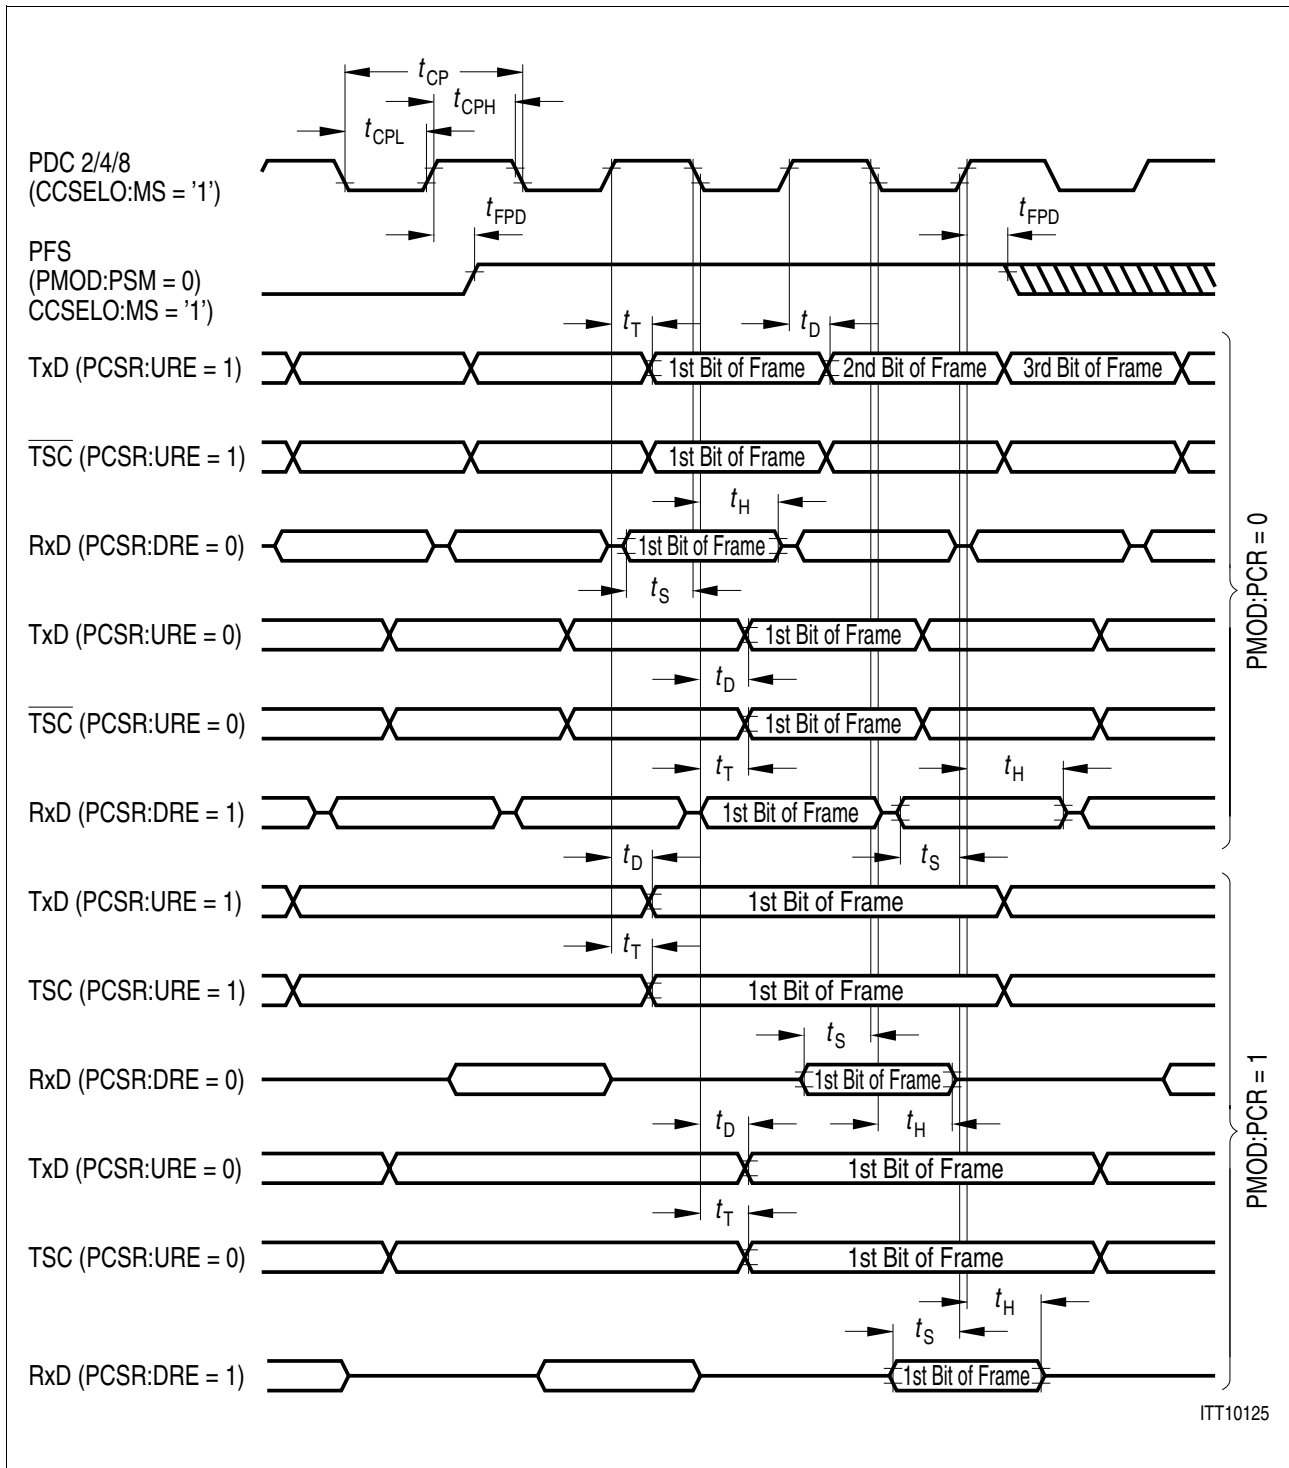 tCP
tCPH
tCPL
PDC 2/4/8
(CCSELO:MS = '1')
tFPD
tFPD
PFS
(PMOD:PSM = 0)
CCSELO:MS = '1')
tT
tD
TxD (PCSR:URE = 1)
1st Bit of Frame
2nd Bit of Frame
3rd Bit of Frame
TSC (PCSR:URE = 1)
1st Bit of Frame
tH
RxD (PCSR:DRE = 0)
1st Bit of Frame
tS
TxD (PCSR:URE = 0)
1st Bit of Frame
tD
TSC (PCSR:URE = 0)
1st Bit of Frame
tT
tH
RxD (PCSR:DRE = 1)
1st Bit of Frame
tD
tS
PMOD:PCR = 0
TxD (PCSR:URE = 1)
1st Bit of Frame
tT
TSC (PCSR:URE = 1)
1st Bit of Frame
tS
RxD (PCSR:DRE = 0)
1st Bit of Frame
tD
tH
TxD (PCSR:URE = 0)
1st Bit of Frame
tT
TSC (PCSR:URE = 0)
1st Bit of Frame
tH
tS
RxD (PCSR:DRE = 1)
1st Bit of Frame
PMOD:PCR = 1
ITT10125